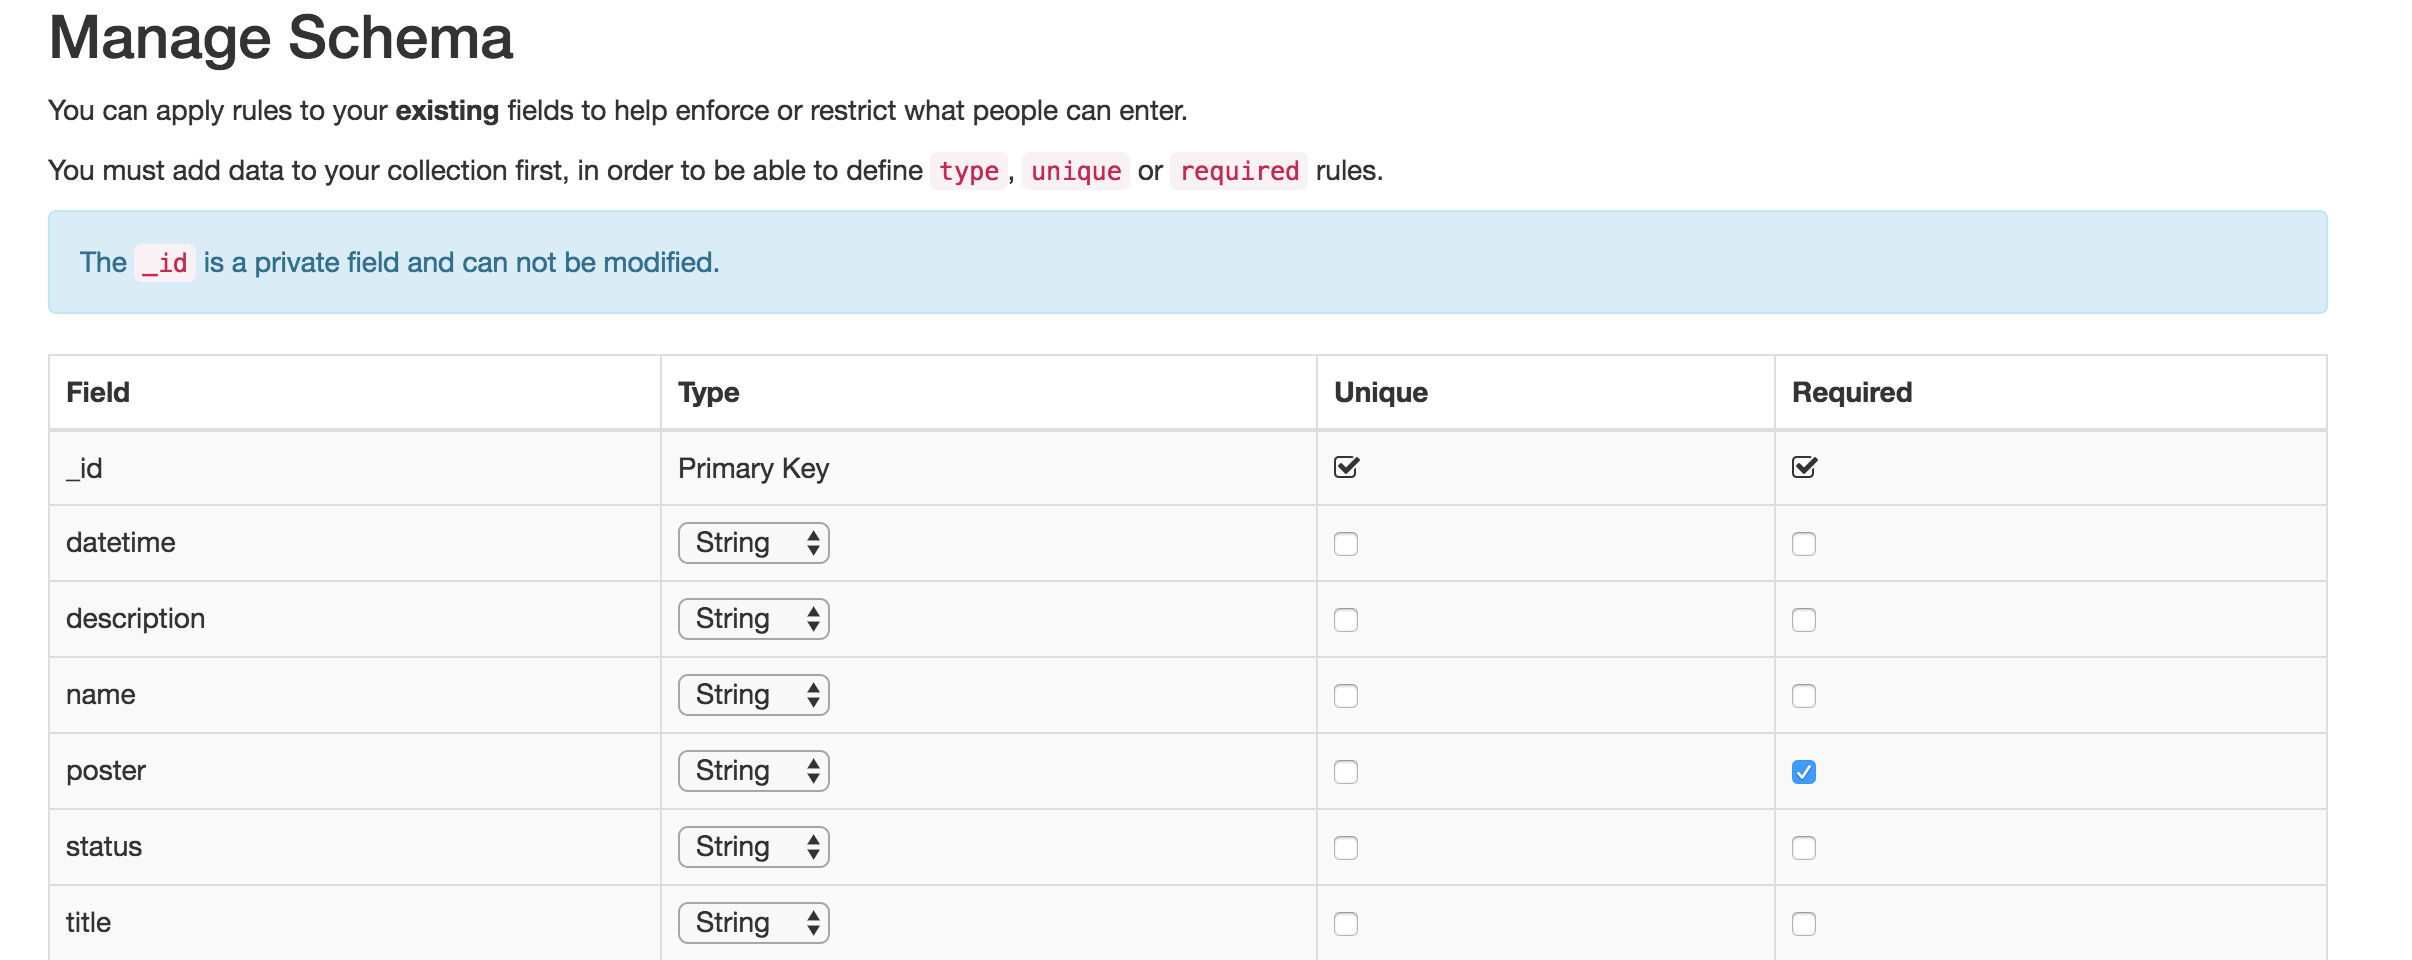 Manage Schema
You can apply rules to your existing fields to help enforce or restrict what people can enter.
You must add data to your collection first, in order to be able to define type, unique or required rules.
The _id is a private field and can not be modified.
Field Type Unique Required
_id Primary Key
datetime String
description String
name String
poster String
status String
title String